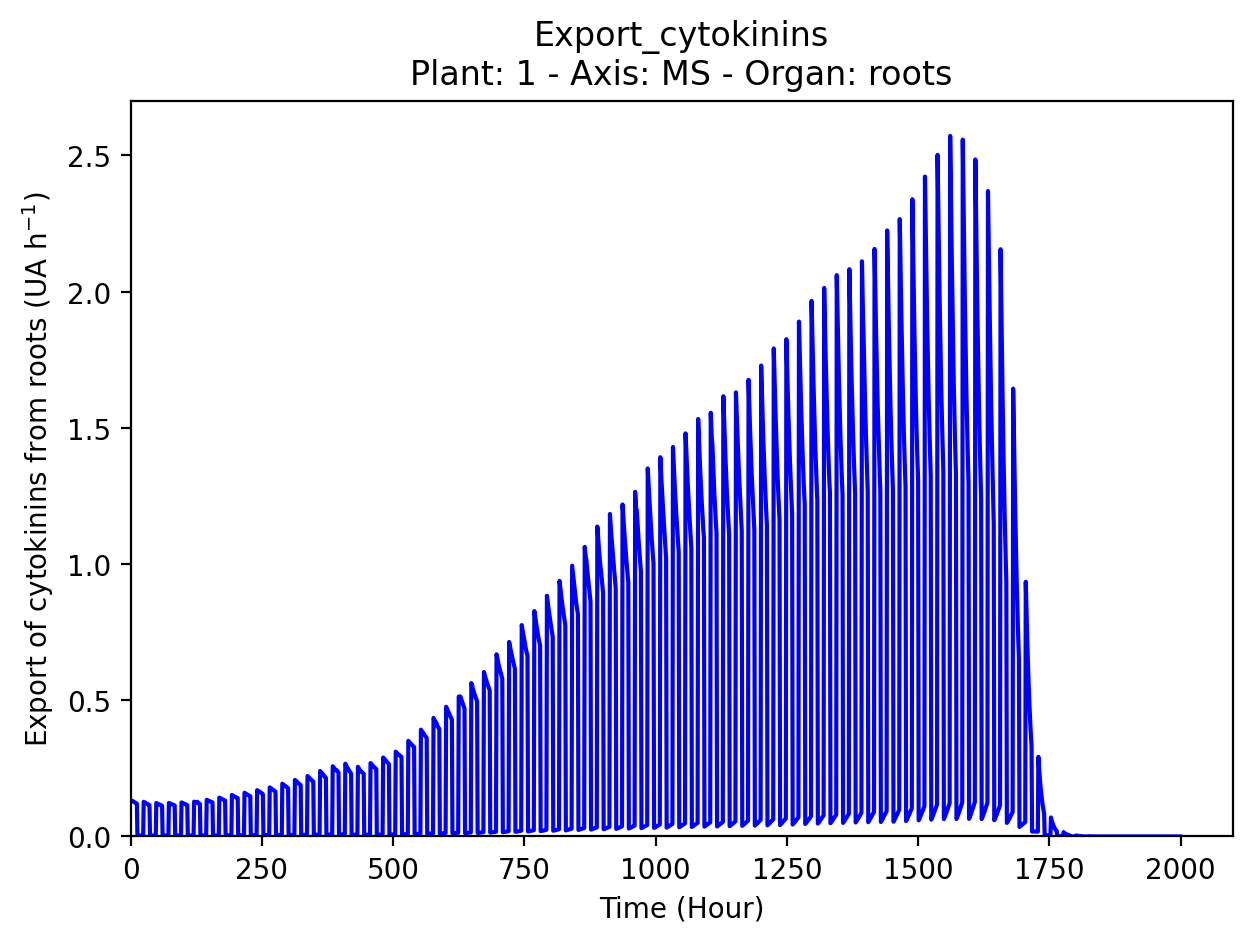 Export_cytokinins
Plant: 1 - Axis: MS - Organ: roots
Export of cytokinins from roots (UA h⁻¹)
2.5
2.0
1.5
1.0
0.5
0.0
0 250 500 750 1000 1250 1500 1750 2000
Time (Hour)